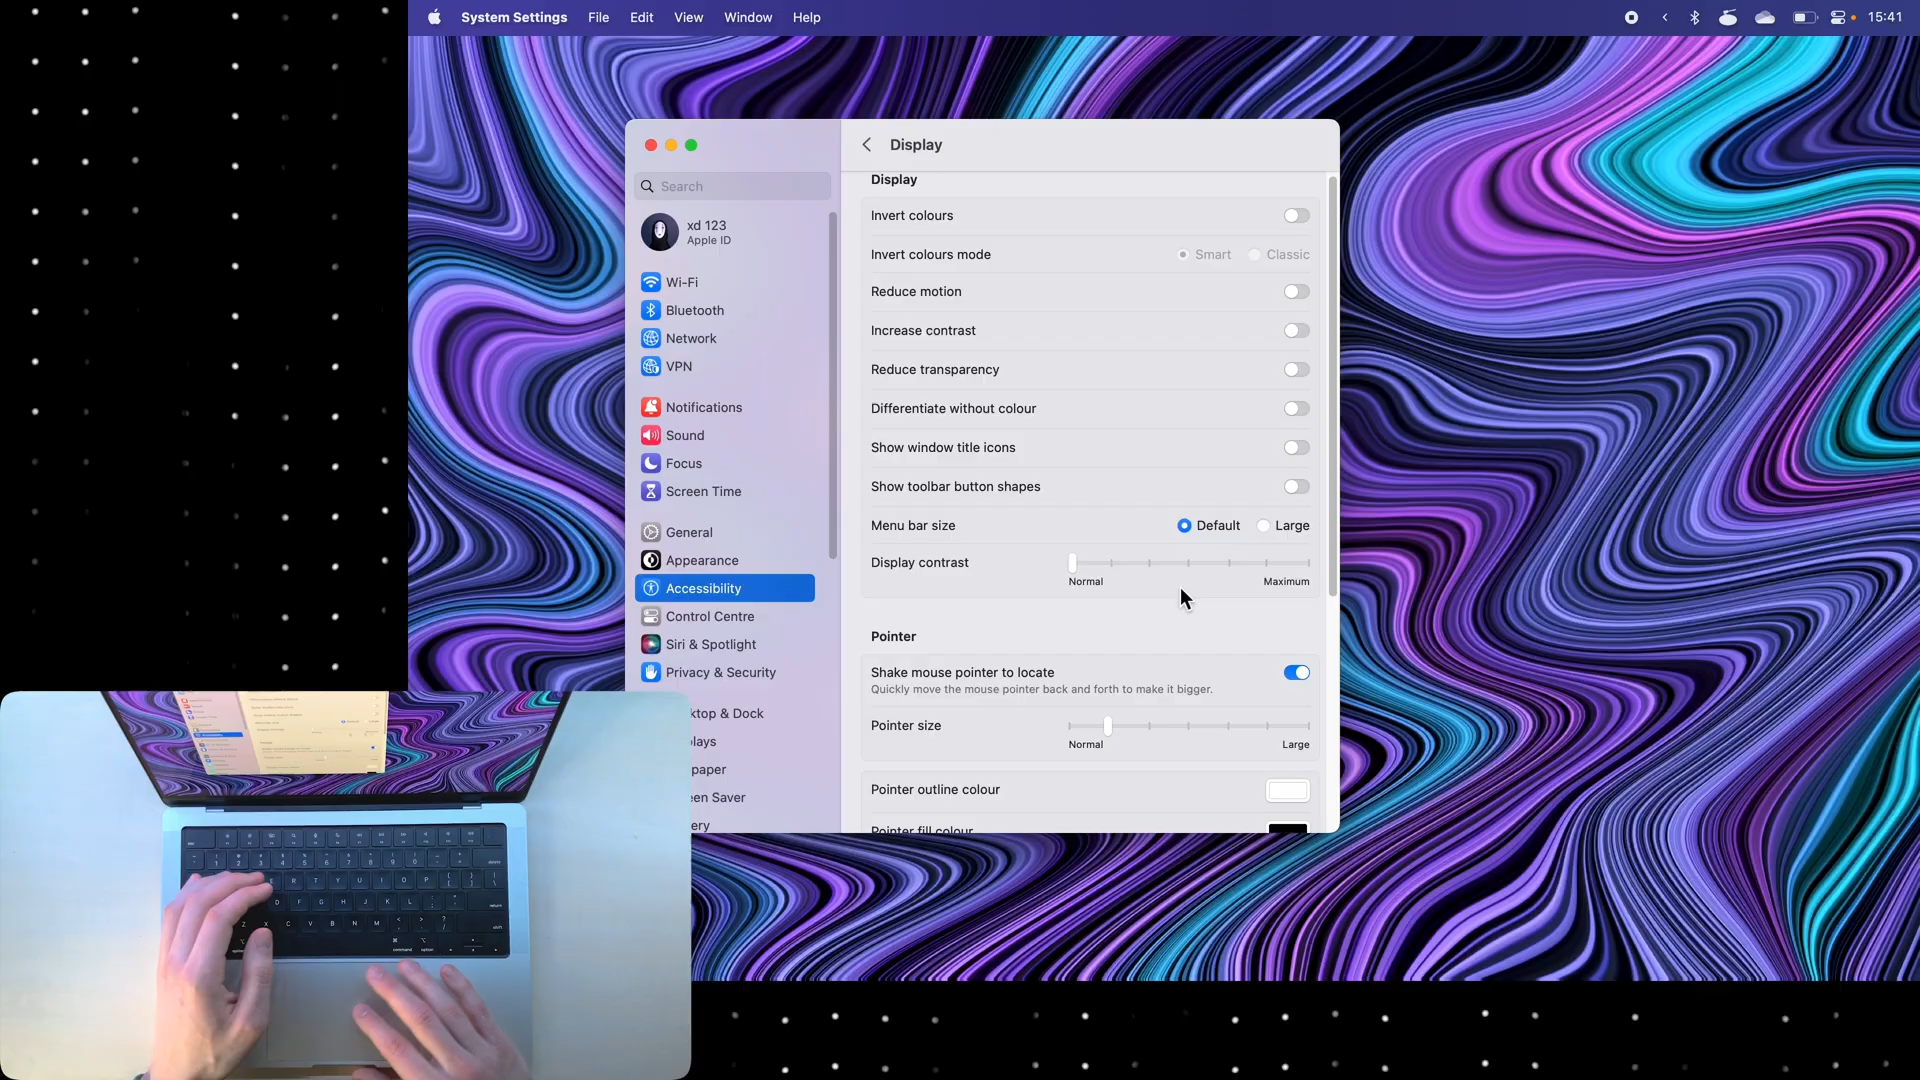 System Settings File Edit View Window Help 15:41
Display
Search
xd 123
Apple ID
Wi-Fi
Bluetooth
Network
VPN
Notifications
Sound
Focus
Screen Time
General
Appearance
Accessibility
Control Centre
Siri & Spotlight
Privacy & Security
ktop & Dock
lays
paper
en Saver
ery
Display
Invert colours
Invert colours mode Smart Classic
Reduce motion
Increase contrast
Reduce transparency
Differentiate without colour
Show window title icons
Show toolbar button shapes
Menu bar size Default Large
Display contrast
Normal Maximum
Pointer
Shake mouse pointer to locate
Quickly move the mouse pointer back and forth to make it bigger.
Pointer size
Normal Large
Pointer outline colour
Pointer fill colour